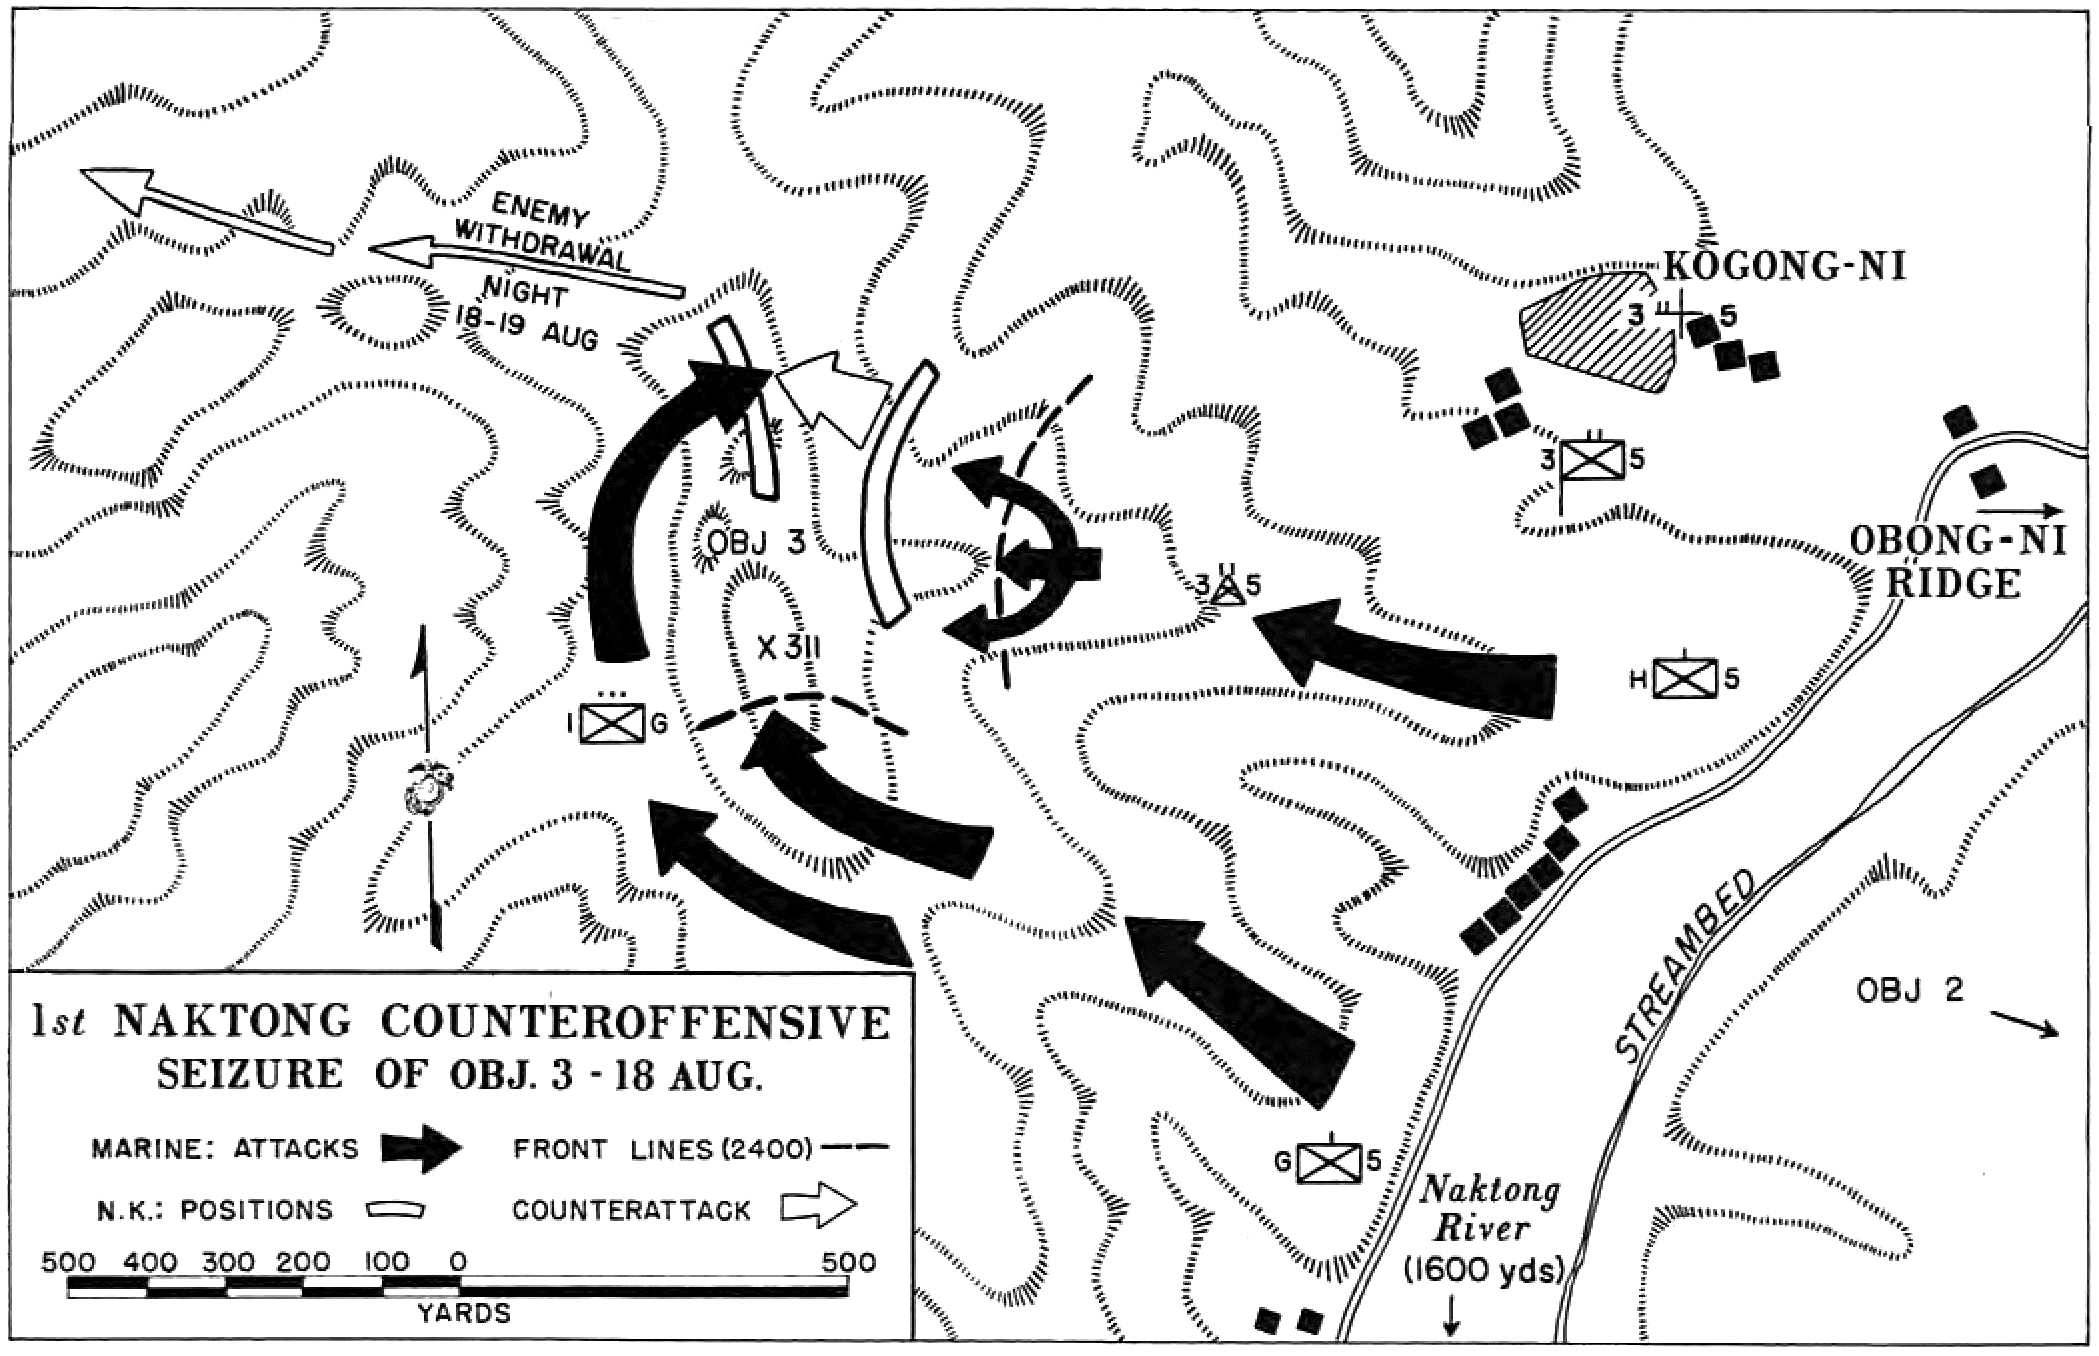 ENEMY
WITHDRAWAL
NIGHT
18-19 AUG
KOGONG-NI
3 5
3 5
OBONG-NI
RIDGE
OBJ 3
3 5
X 311
H 5
1 G
STREAMBED
OBJ 2
G 5
Naktong
River
(1600 yds)
1st NAKTONG COUNTEROFFENSIVE
SEIZURE OF OBJ. 3 - 18 AUG.
MARINE: ATTACKS
FRONT LINES (2400)
N.K.: POSITIONS
COUNTERATTACK
500 400 300 200 100 0 500
YARDS